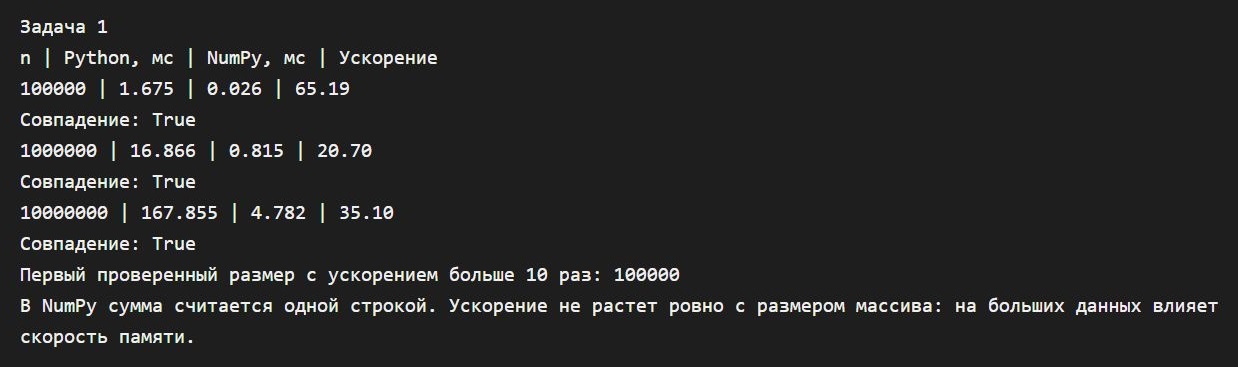 Задача 1
n | Python, мс | NumPy, мс | Ускорение
100000 | 1.675 | 0.026 | 65.19
Совпадение: True
1000000 | 16.866 | 0.815 | 20.70
Совпадение: True
10000000 | 167.855 | 4.782 | 35.10
Совпадение: True
Первый проверенный размер с ускорением больше 10 раз: 100000
В NumPy сумма считается одной строкой. Ускорение не растет ровно с размером массива: на больших данных влияет
скорость памяти.